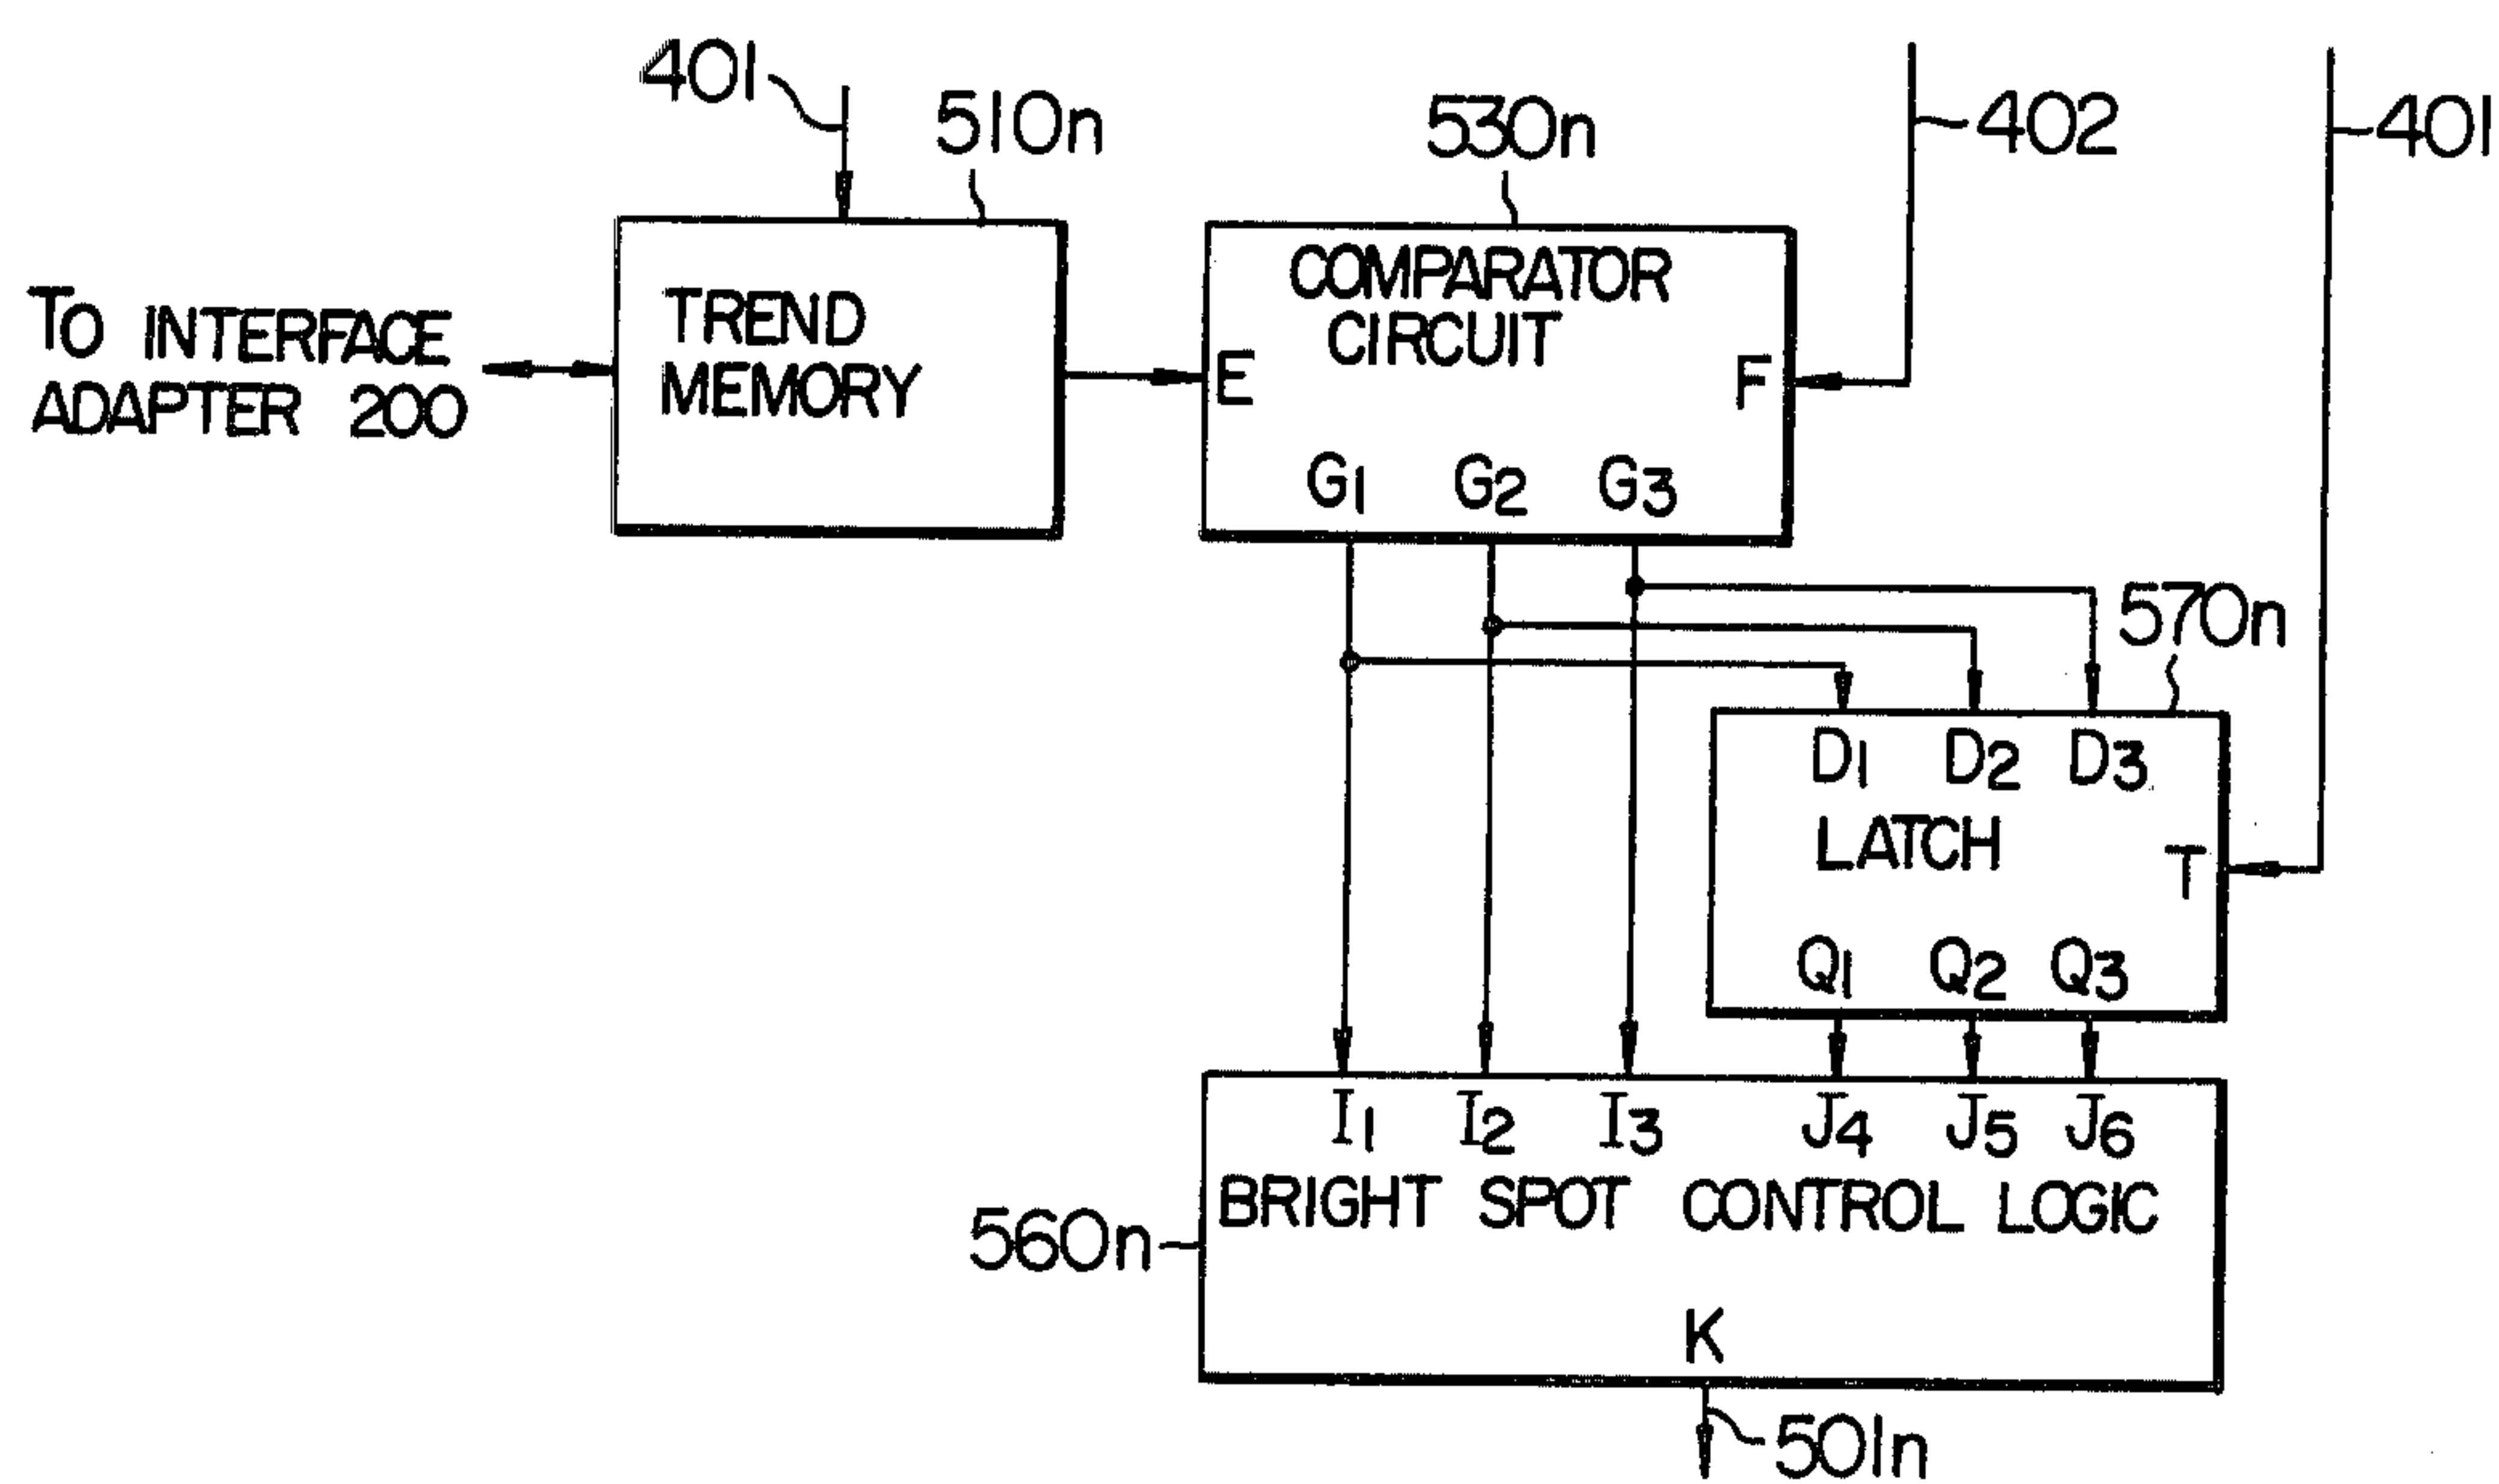 401
510n
530n
402
401
TO INTERFACE
ADAPTER 200
TREND
MEMORY
COMPARATOR
CIRCUIT
E
F
G1 G2 G3
570n
D1 D2 D3
LATCH
T
Q1 Q2 Q3
I1 I2 I3 J4 J5 J6
BRIGHT SPOT CONTROL LOGIC
560n
K
501n